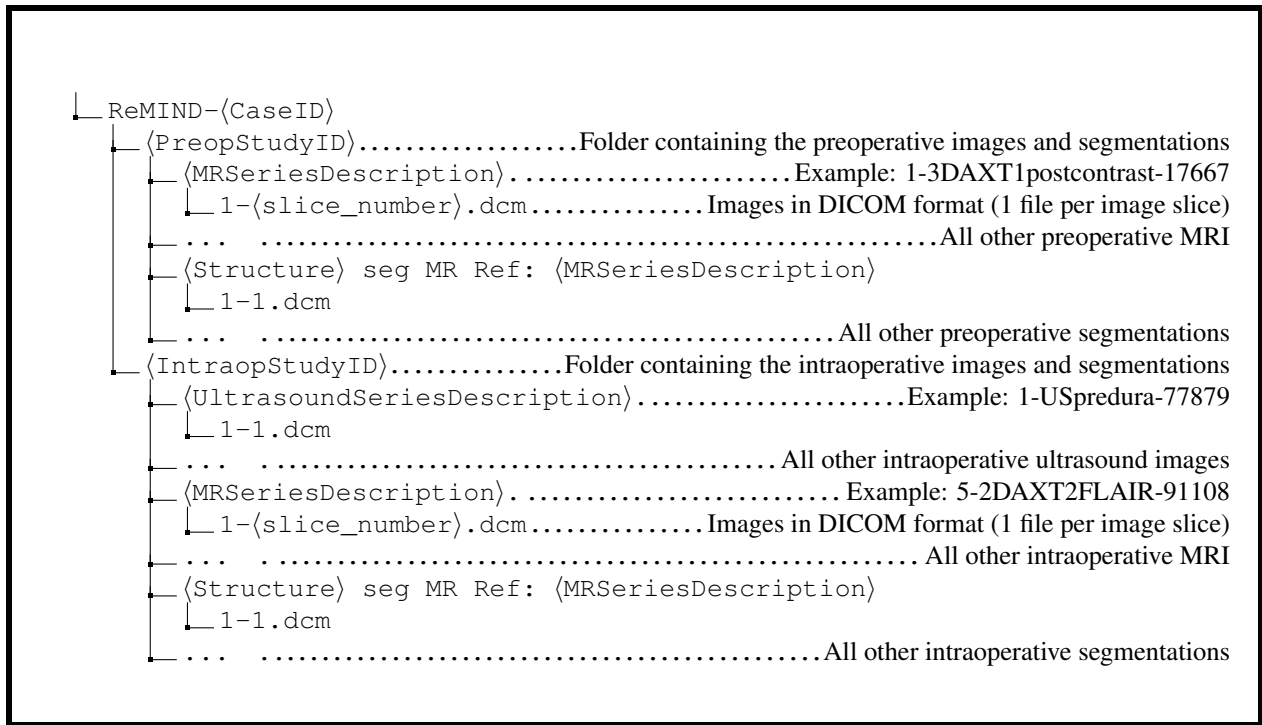 ReMIND-⟨CaseID⟩
⟨PreopStudyID⟩...................Folder containing the preoperative images and segmentations
⟨MRSeriesDescription⟩. .......................Example: 1-3DAXT1postcontrast-17667
1-⟨slice_number⟩.dcm................Images in DICOM format (1 file per image slice)
... ..............................................................All other preoperative MRI
⟨Structure⟩ seg MR Ref: ⟨MRSeriesDescription⟩
1-1.dcm
... .....................................................All other preoperative segmentations
⟨IntraopStudyID⟩...............Folder containing the intraoperative images and segmentations
⟨UltrasoundSeriesDescription⟩........................Example: 1-USpredura-77879
1-1.dcm
... ...............................................All other intraoperative ultrasound images
⟨MRSeriesDescription⟩. ............................Example: 5-2DAXT2FLAIR-91108
1-⟨slice_number⟩.dcm................Images in DICOM format (1 file per image slice)
... ............................................................All other intraoperative MRI
⟨Structure⟩ seg MR Ref: ⟨MRSeriesDescription⟩
1-1.dcm
... ...................................................All other intraoperative segmentations